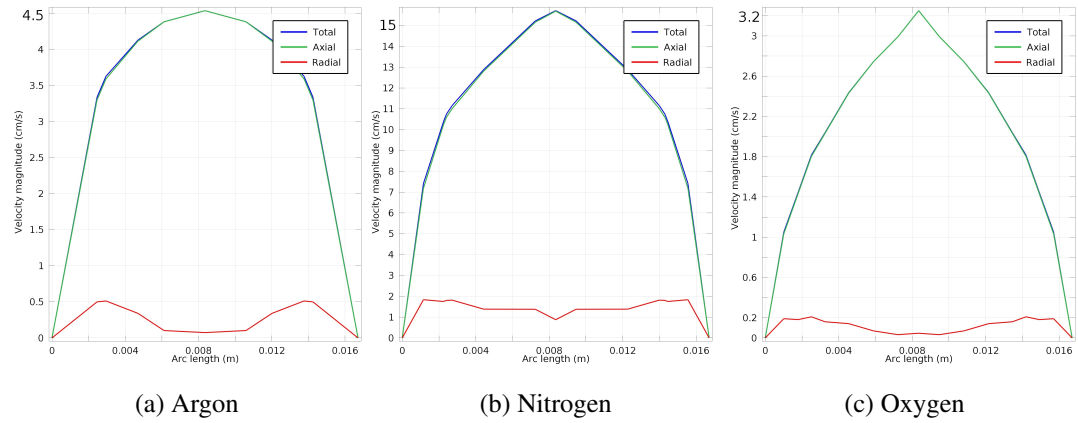 4.5
4
3.5
3
2.5
2
1.5
1
0.5
0
Velocity magnitude (cm/s)
Total
Axial
Radial
0 0.004 0.008 0.012 0.016
Arc length (m)
(a) Argon
15
14
13
12
11
10
9
8
7
6
5
4
3
2
1
0
Velocity magnitude (cm/s)
Total
Axial
Radial
0 0.004 0.008 0.012 0.016
Arc length (m)
(b) Nitrogen
3.2
3
2.6
2.2
1.8
1.4
1
0.6
0.2
0
Velocity magnitude (cm/s)
Total
Axial
Radial
0 0.004 0.008 0.012 0.016
Arc length (m)
(c) Oxygen